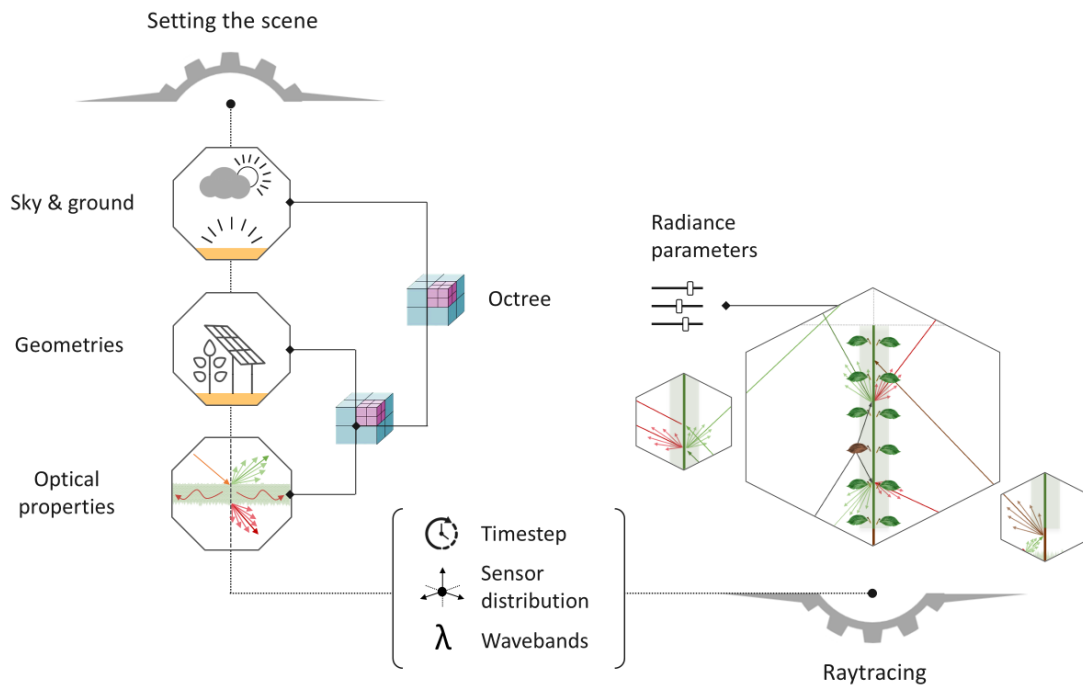 Setting the scene
Sky & ground
Geometries
Optical
properties
Octree
Radiance
parameters
Timestep
Sensor
distribution
λ Wavebands
Raytracing